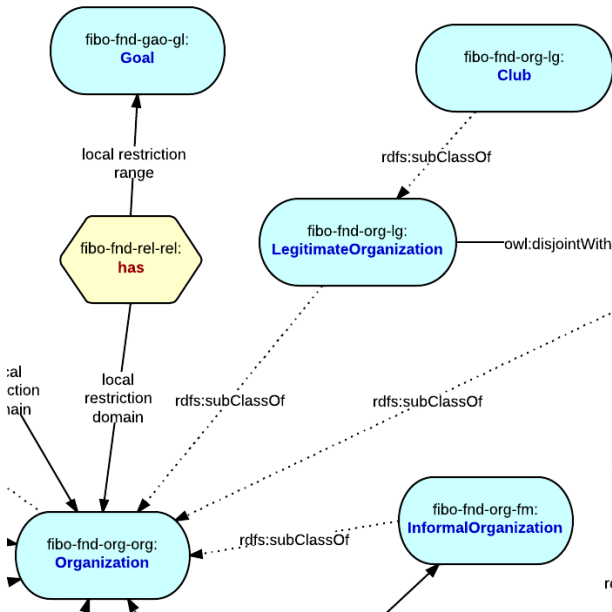 fibo-fnd-gao-gl:
Goal
fibo-fnd-org-lg:
Club
local restriction
range
rdfs:subClassOf
fibo-fnd-rel-rel:
has
fibo-fnd-org-lg:
LegitimateOrganization
owl:disjointWith
local
restriction
domain
rdfs:subClassOf
rdfs:subClassOf
fibo-fnd-org-org:
Organization
rdfs:subClassOf
fibo-fnd-org-fm:
InformalOrganization